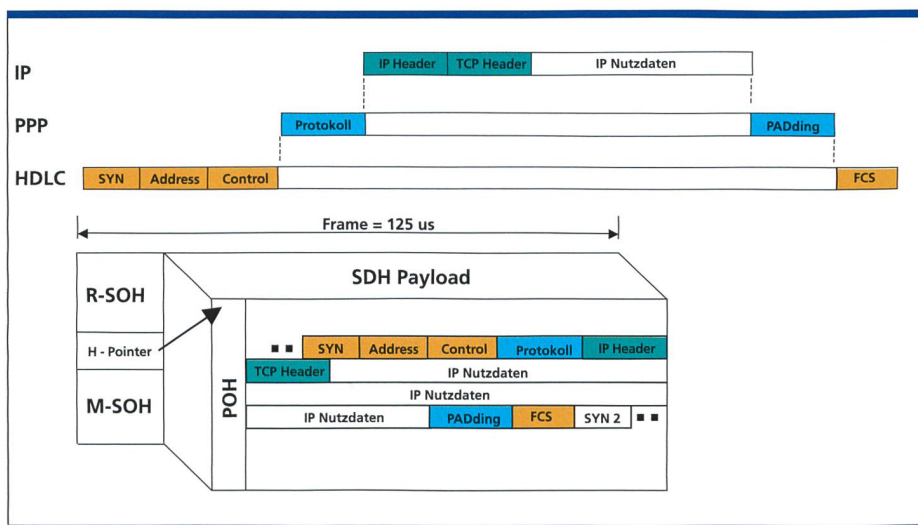 IP
IP Header TCP Header IP Nutzdaten
PPP
Protokoll PADding
HDLC
SYN Address Control FCS
Frame = 125 us
SDH Payload
R-SOH
H - Pointer
M-SOH
POH
SYN Address Control Protokoll IP Header
TCP Header IP Nutzdaten
IP Nutzdaten
IP Nutzdaten PADding FCS SYN 2